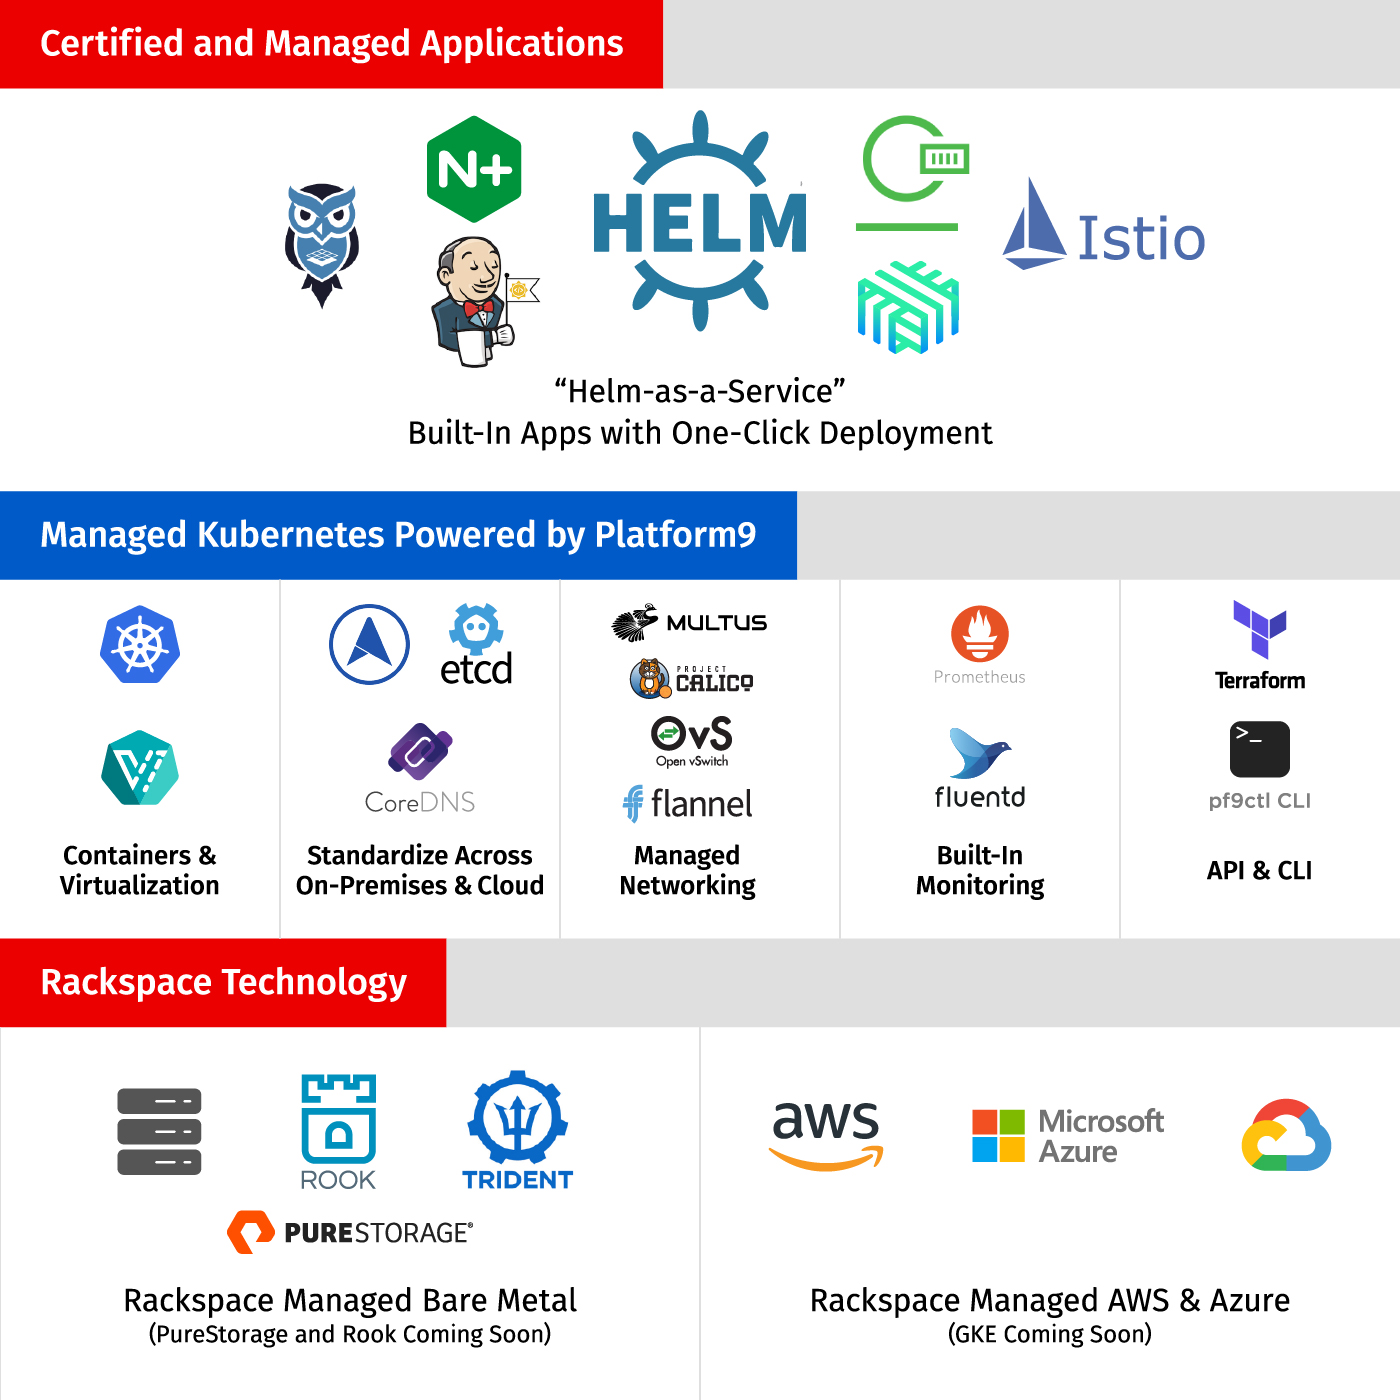 Certified and Managed Applications
N+
HELM
Istio
“Helm-as-a-Service”
Built-In Apps with One-Click Deployment
Managed Kubernetes Powered by Platform9
etcd
CoreDNS
Containers &
Virtualization
Standardize Across
On-Premises & Cloud
MULTUS
PROJECT
CALICO
OvS
Open vSwitch
flannel
Managed
Networking
Prometheus
fluentd
Built-In
Monitoring
Terraform
>_
pf9ctl CLI
API & CLI
Rackspace Technology
ROOK
TRIDENT
PURESTORAGE®
Rackspace Managed Bare Metal
(PureStorage and Rook Coming Soon)
aws
Microsoft
Azure
Rackspace Managed AWS & Azure
(GKE Coming Soon)